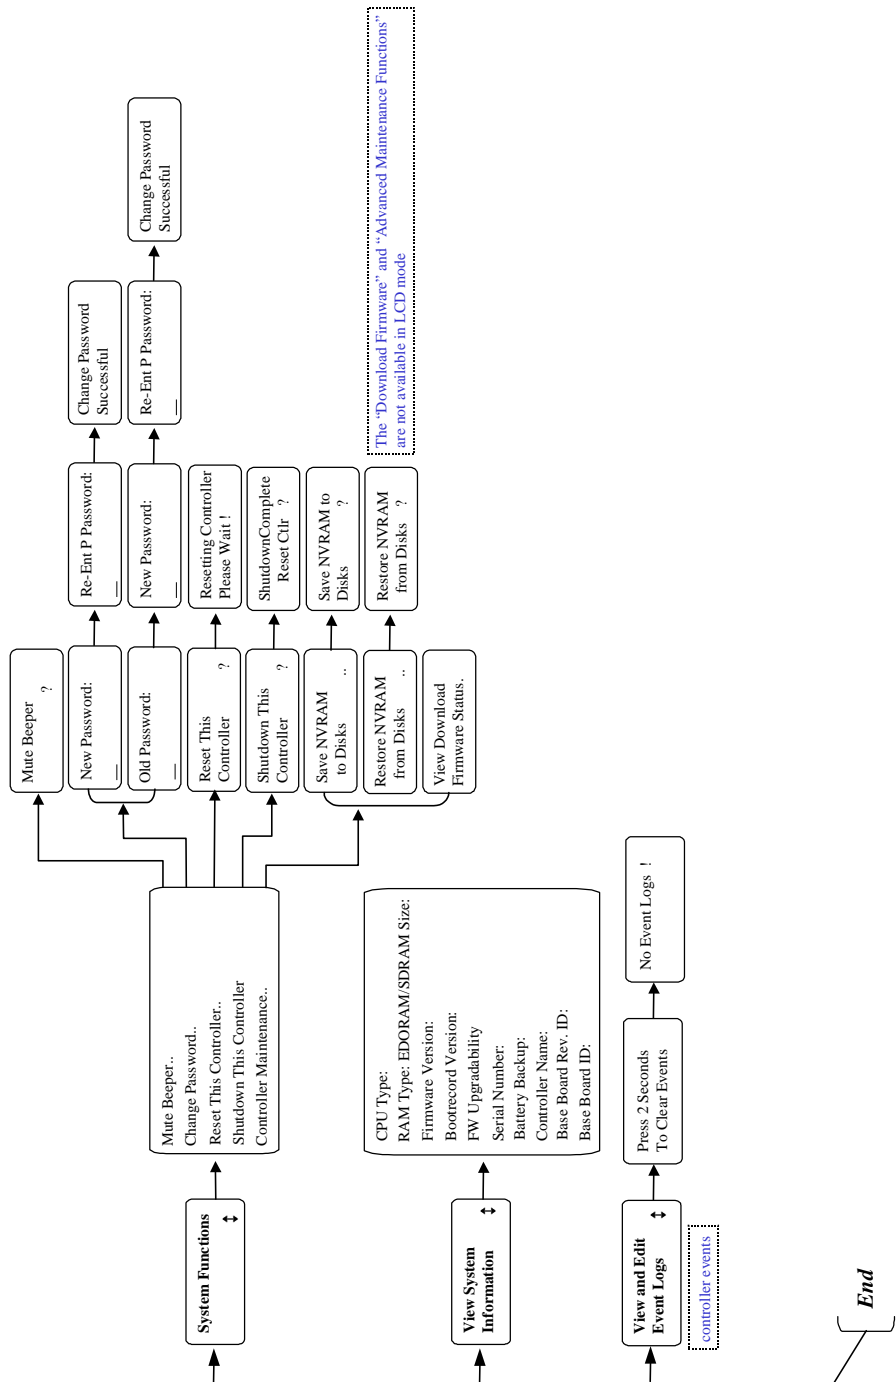 System Functions
Mute Beeper..
Change Password..
Reset This Controller..
Shutdown This Controller
Controller Maintenance..
Mute Beeper
?
New Password:
__
Re-Ent P Password:
__
Change Password
Successful
Old Password:
__
New Password:
__
Re-Ent P Password:
__
Change Password
Successful
Reset This
Controller ?
Resetting Controller
Please Wait !
Shutdown This
Controller ?
ShutdownComplete
Reset Ctlr ?
Save NVRAM
to Disks ..
Save NVRAM to
Disks ?
Restore NVRAM
from Disks ..
Restore NVRAM
from Disks ?
View Download
Firmware Status.
The “Download Firmware” and “Advanced Maintenance Functions”
are not available in LCD mode
View System
Information
CPU Type:
RAM Type: EDORAM/SDRAM Size:
Firmware Version:
Bootrecord Version:
FW Upgradability
Serial Number:
Battery Backup:
Controller Name:
Base Board Rev. ID:
Base Board ID:
View and Edit
Event Logs
Press 2 Seconds
To Clear Events
No Event Logs !
controller events
End